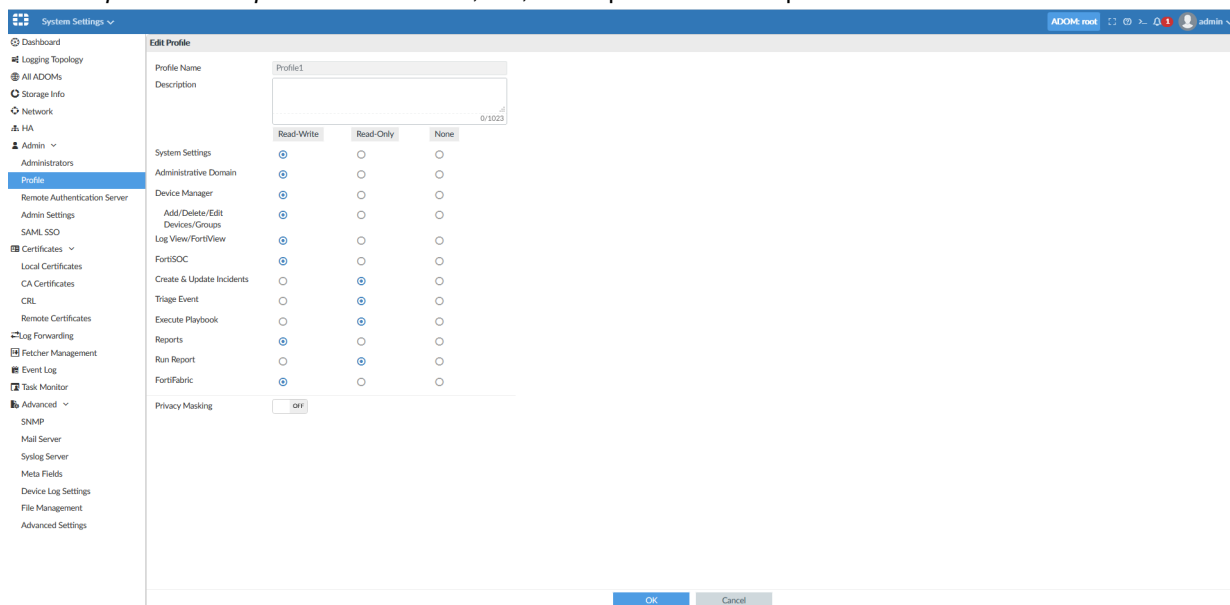 System Settings
ADOM: root
1
admin
Dashboard
Logging Topology
All ADOMs
Storage Info
Network
HA
Admin
Administrators
Profile
Remote Authentication Server
Admin Settings
SAML SSO
Certificates
Local Certificates
CA Certificates
CRL
Remote Certificates
Log Forwarding
Fetcher Management
Event Log
Task Monitor
Advanced
SNMP
Mail Server
Syslog Server
Meta Fields
Device Log Settings
File Management
Advanced Settings
Edit Profile
Profile Name Profile1
Description
0/1023
Read-Write Read-Only None
System Settings
Administrative Domain
Device Manager
Add/Delete/Edit
Devices/Groups
Log View/FortiView
FortiSOC
Create & Update Incidents
Triage Event
Execute Playbook
Reports
Run Report
FortiFabric
Privacy Masking OFF
OK Cancel